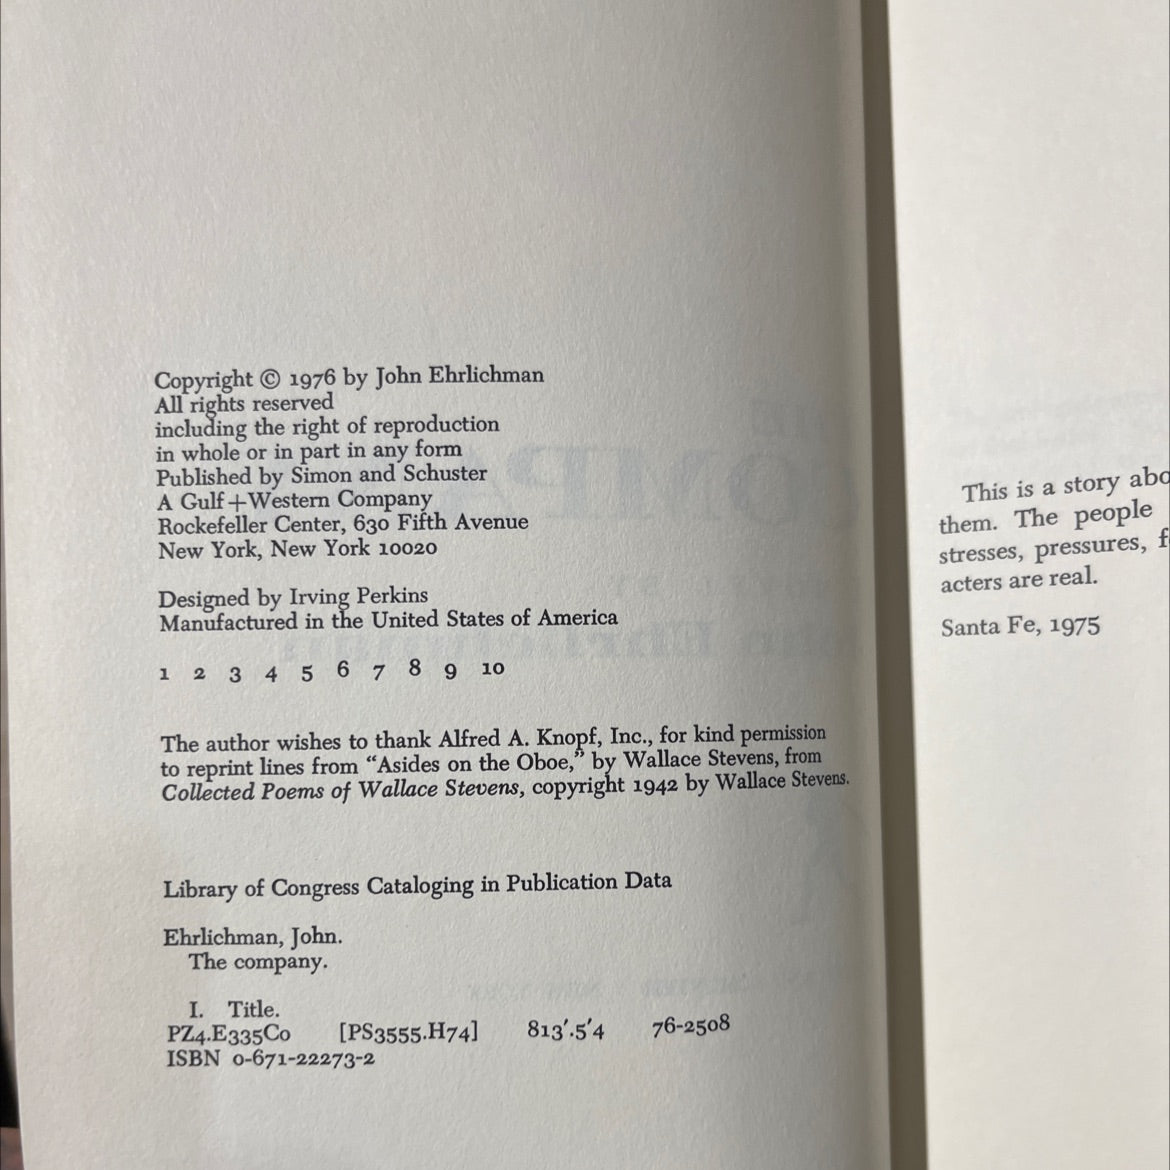 Copyright © 1976 by John Ehrlichman
All rights reserved
including the right of reproduction
in whole or in part in any form
Published by Simon and Schuster
A Gulf+Western Company
Rockefeller Center, 630 Fifth Avenue
New York, New York 10020
Designed by Irving Perkins
Manufactured in the United States of America
1 2 3 4 5 6 7 8 9 10
The author wishes to thank Alfred A. Knopf, Inc., for kind permission
to reprint lines from “Asides on the Oboe,” by Wallace Stevens, from
Collected Poems of Wallace Stevens, copyright 1942 by Wallace Stevens.
Library of Congress Cataloging in Publication Data
Ehrlichman, John.
The company.
I. Title.
PZ4.E335Co [PS3555.H74] 813′.5′4 76-2508
ISBN 0-671-22273-2
This is a story abo
them. The people
stresses, pressures, f
acters are real.
Santa Fe, 1975